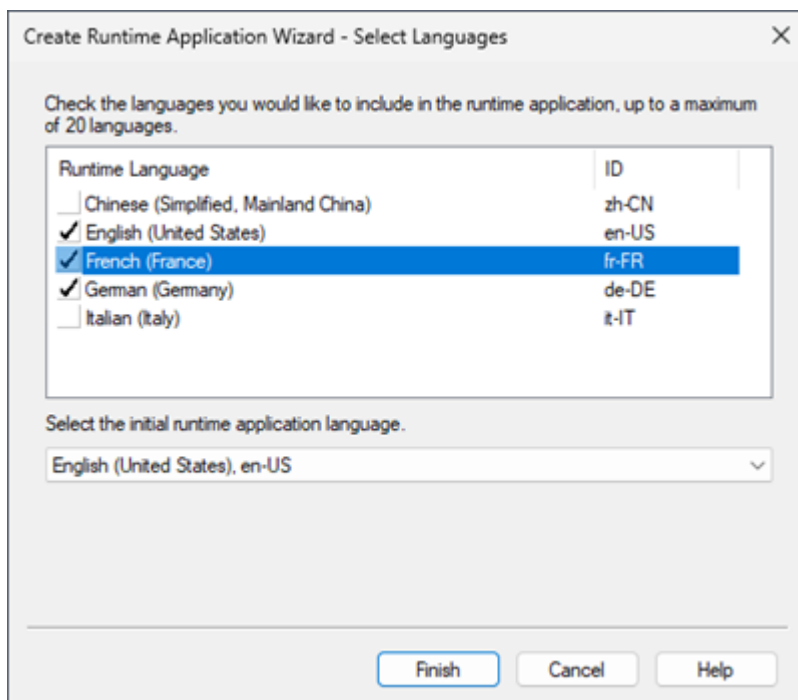 Create Runtime Application Wizard - Select Languages
Check the languages you would like to include in the runtime application, up to a maximum
of 20 languages.
Runtime Language ID
Chinese (Simplified, Mainland China) zh-CN
English (United States) en-US
French (France) fr-FR
German (Germany) de-DE
Italian (Italy) it-IT
Select the initial runtime application language.
English (United States), en-US
Finish Cancel Help